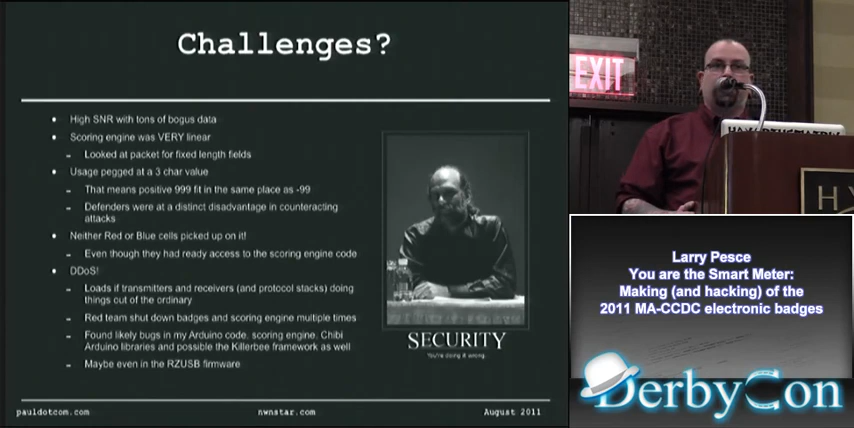 Challenges?
High SNR with tons of bogus data
Scoring engine was VERY linear
Looked at packet for fixed length fields
Usage pegged at a 3 char value
That means positive 999 fit in the same place as -99
Defenders were at a distinct disadvantage in counteracting
attacks
Neither Red or Blue cells picked up on it!
Even though they had ready access to the scoring engine code
DDoS!
Loads if transmitters and receivers (and protocol stacks) doing
things out of the ordinary
Red team shut down badges and scoring engine multiple times
Found likely bugs in my Arduino code, scoring engine, Chibi
Arduino libraries and possible the Killerbee framework as well
Maybe even in the RZUSB firmware
SECURITY
You're doing it wrong.
pauldotcom.com
nwnstar.com
August 2011
EXIT
Larry Pesce
You are the Smart Meter:
Making (and hacking) of the
2011 MA-CCDC electronic badges
DerbyCon